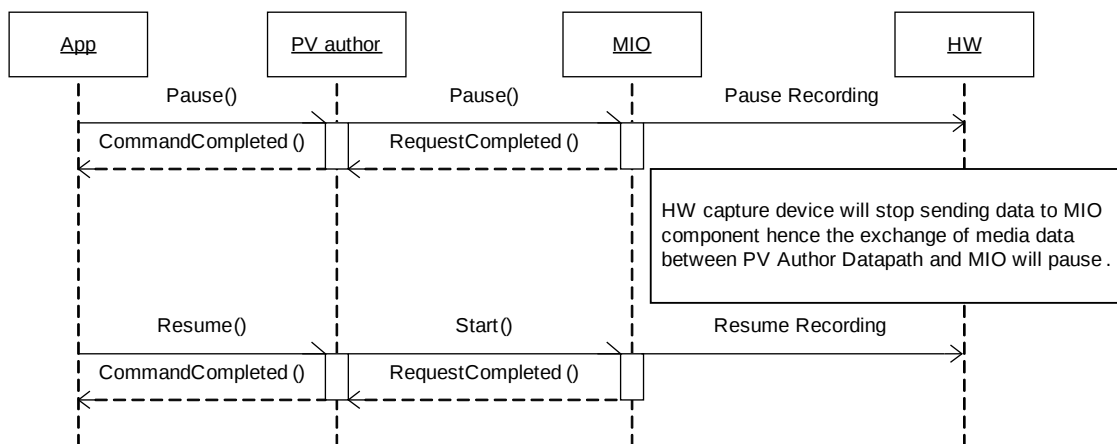 App
PV author
MIO
HW
Pause()
Pause()
Pause Recording
CommandCompleted ()
RequestCompleted ()
HW capture device will stop sending data to MIO
component hence the exchange of media data
between PV Author Datapath and MIO will pause .
Resume()
Start()
Resume Recording
CommandCompleted ()
RequestCompleted ()